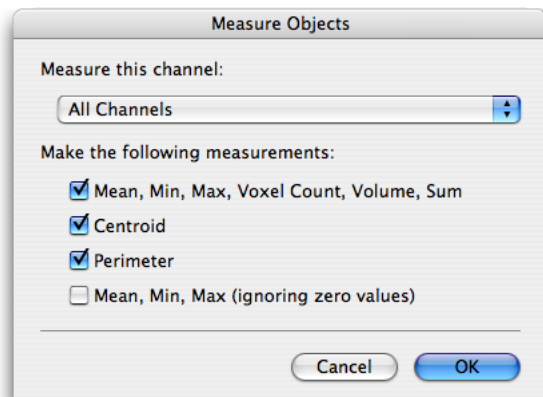 Measure Objects
Measure this channel:
All Channels
Make the following measurements:
Mean, Min, Max, Voxel Count, Volume, Sum
Centroid
Perimeter
Mean, Min, Max (ignoring zero values)
Cancel OK